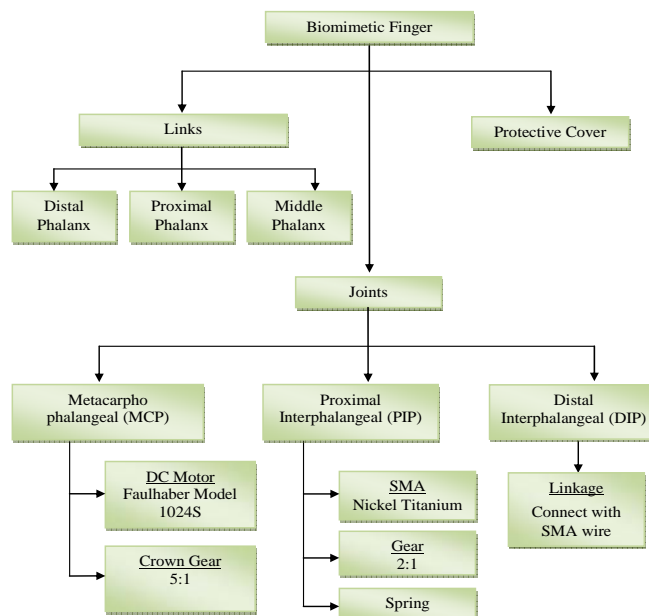 Biomimetic Finger
Links
Protective Cover
Distal
Phalanx
Proximal
Phalanx
Middle
Phalanx
Joints
Metacarpho
phalangeal (MCP)
Proximal
Interphalangeal (PIP)
Distal
Interphalangeal (DIP)
DC Motor
Faulhaber Model
1024S
Crown Gear
5:1
SMA
Nickel Titanium
Gear
2:1
Spring
Linkage
Connect with
SMA wire